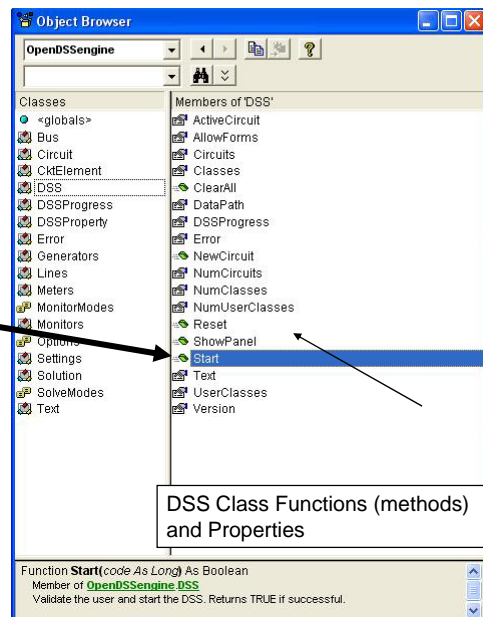 Object Browser
OpenDSSengine
Classes
<globals>
Bus
Circuit
CktElement
DSS
DSSProgress
DSSProperty
Error
Generators
Lines
Meters
MonitorModes
Monitors
Options
Settings
Solution
SolveModes
Text
Members of 'DSS'
ActiveCircuit
AllowForms
Circuits
Classes
ClearAll
DataPath
DSSProgress
Error
NewCircuit
NumCircuits
NumClasses
NumUserClasses
Reset
ShowPanel
Start
Text
UserClasses
Version
DSS Class Functions (methods)
and Properties
Function Start(code As Long) As Boolean
Member of OpenDSSengine.DSS
Validate the user and start the DSS. Returns TRUE if successful.